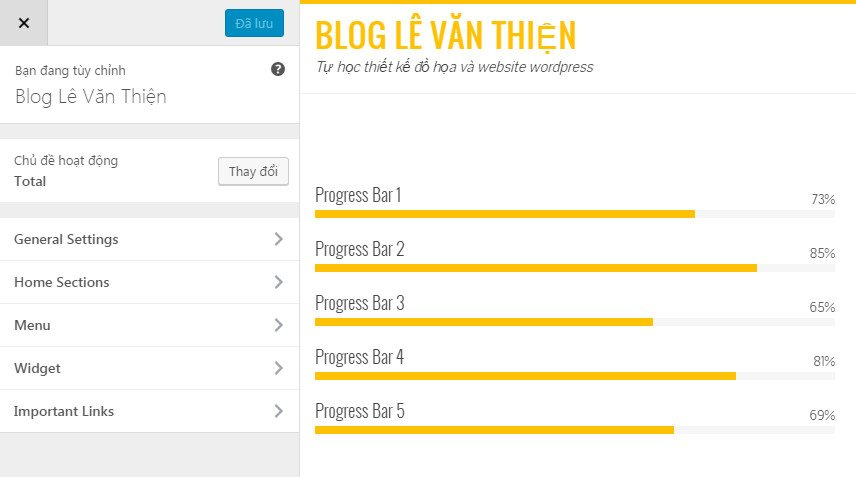 Đã lưu
Bạn đang tùy chỉnh
Blog Lê Văn Thiện
Chủ đề hoạt động
Total
Thay đổi
General Settings
Home Sections
Menu
Widget
Important Links
BLOG LÊ VĂN THIỆN
Tự học thiết kế đồ họa và website wordpress
Progress Bar 1 73%
Progress Bar 2 85%
Progress Bar 3 65%
Progress Bar 4 81%
Progress Bar 5 69%